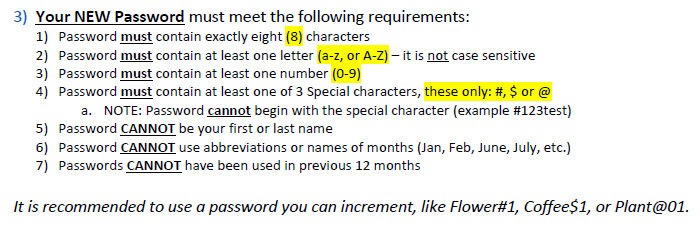 3) Your NEW Password must meet the following requirements:
1) Password must contain exactly eight (8) characters
2) Password must contain at least one letter (a-z, or A-Z) – it is not case sensitive
3) Password must contain at least one number (0-9)
4) Password must contain at least one of 3 Special characters, these only: #, $ or @
a. NOTE: Password cannot begin with the special character (example #123test)
5) Password CANNOT be your first or last name
6) Password CANNOT use abbreviations or names of months (Jan, Feb, June, July, etc.)
7) Passwords CANNOT have been used in previous 12 months
It is recommended to use a password you can increment, like Flower#1, Coffee$1, or Plant@01.